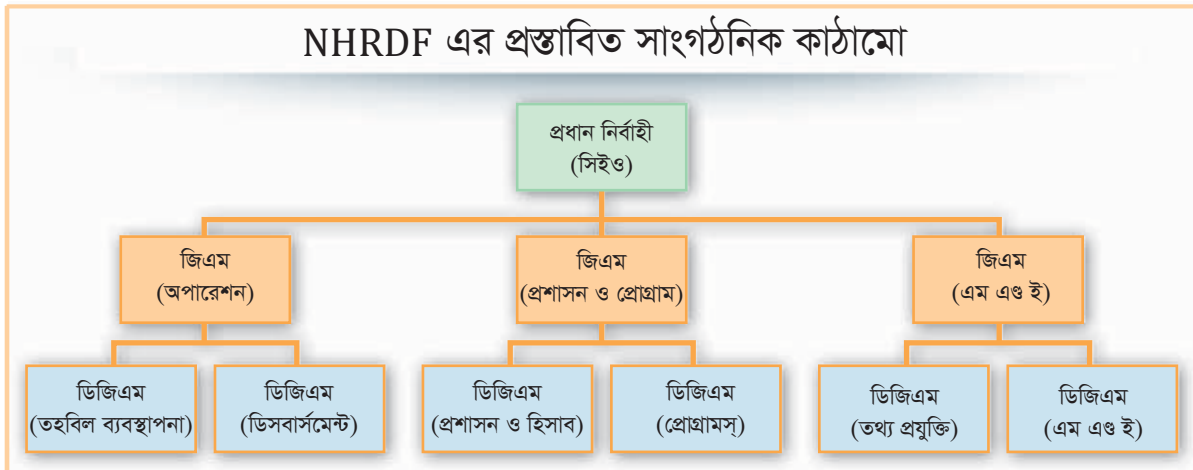 NHRDF এর প্রস্তাবিত সাংগঠনিক কাঠামো
প্রধান নির্বাহী
(সিইও)
জিএম
(অপারেশন)
জিএম
(প্রশাসন ও প্রোগ্রাম)
জিএম
(এম এণ্ড ই)
ডিজিএম
(তহবিল ব্যবস্থাপনা)
ডিজিএম
(ডিসবার্সমেন্ট)
ডিজিএম
(প্রশাসন ও হিসাব)
ডিজিএম
(প্রোগ্রামস্)
ডিজিএম
(তথ্য প্রযুক্তি)
ডিজিএম
(এম এণ্ড ই)